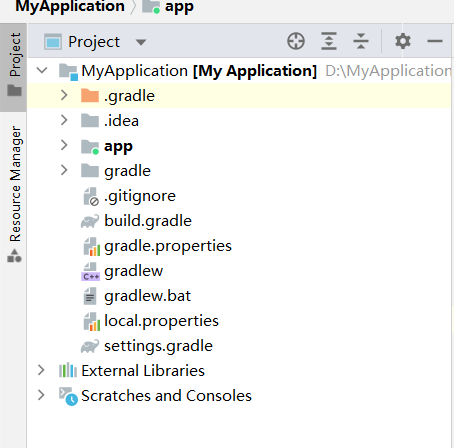 MyApplication app
Project
MyApplication [My Application] D:\MyApplication
.gradle
.idea
app
gradle
.gitignore
build.gradle
gradle.properties
C++ gradlew
gradlew.bat
local.properties
settings.gradle
External Libraries
Scratches and Consoles
Project
Resource Manager